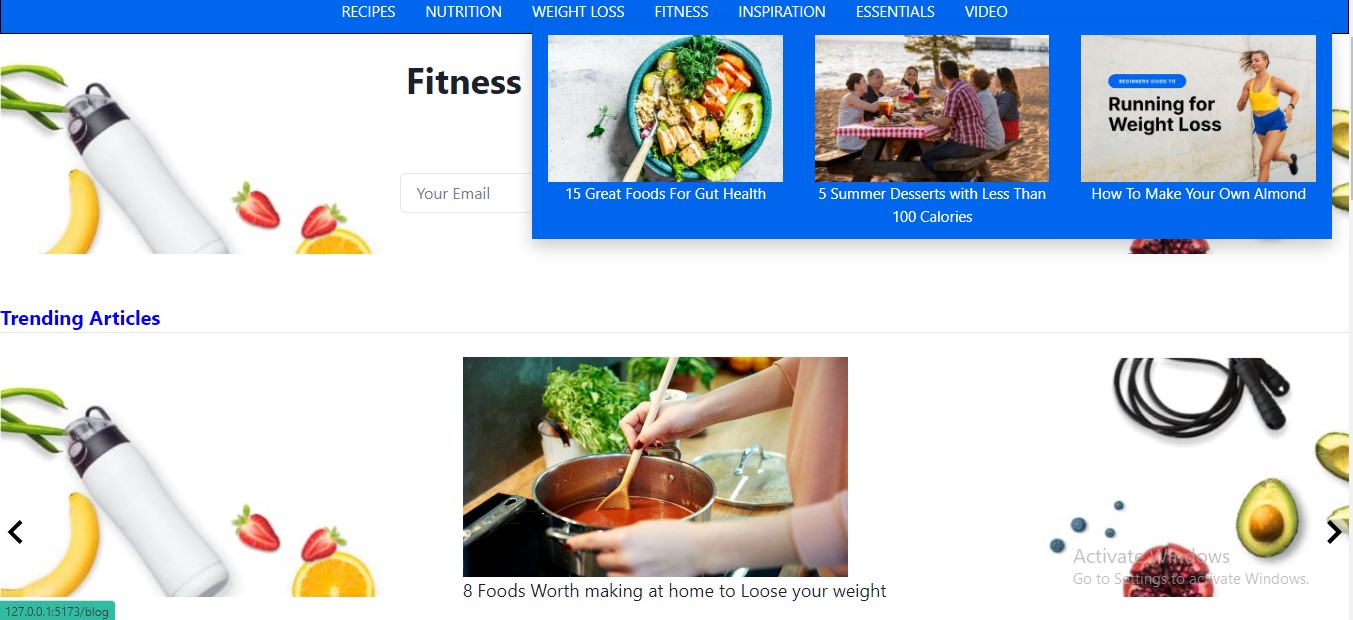 RECIPES NUTRITION WEIGHT LOSS FITNESS INSPIRATION ESSENTIALS VIDEO
Fitness
BEGINNERS GUIDE TO
Running for
Weight Loss
Your Email
15 Great Foods For Gut Health
5 Summer Desserts with Less Than
100 Calories
How To Make Your Own Almond
Trending Articles
8 Foods Worth making at home to Loose your weight
Activate Windows
Go to Settings to activate Windows.
127.0.0.1:5173/blog